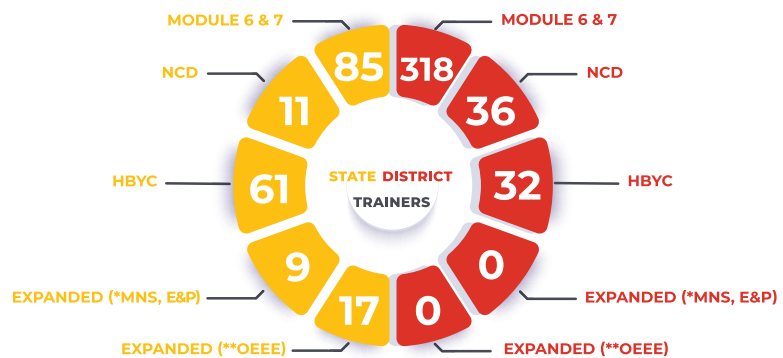 MODULE 6 & 7
MODULE 6 & 7
85
318
NCD
NCD
11
36
HBYC
61
STATE DISTRICT
TRAINERS
32
HBYC
9
0
EXPANDED (*MNS, E&P)
17
0
EXPANDED (*MNS, E&P)
EXPANDED (**OEEE)
EXPANDED (**OEEE)